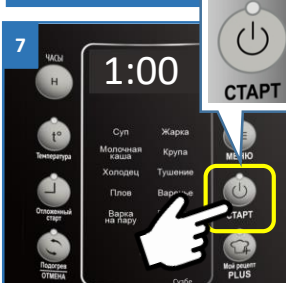 7
ЧАСЫ
Н
1:00
СТАРТ
t°
Температура
Суп
Жарка
МЕНЮ
Молочная
каша
Крупа
Холодец
Тушение
Отложенный
старт
Плов
Варенье
СТАРТ
Варка
на пару
Подогрев
ОТМЕНА
Мой рецепт
PLUS